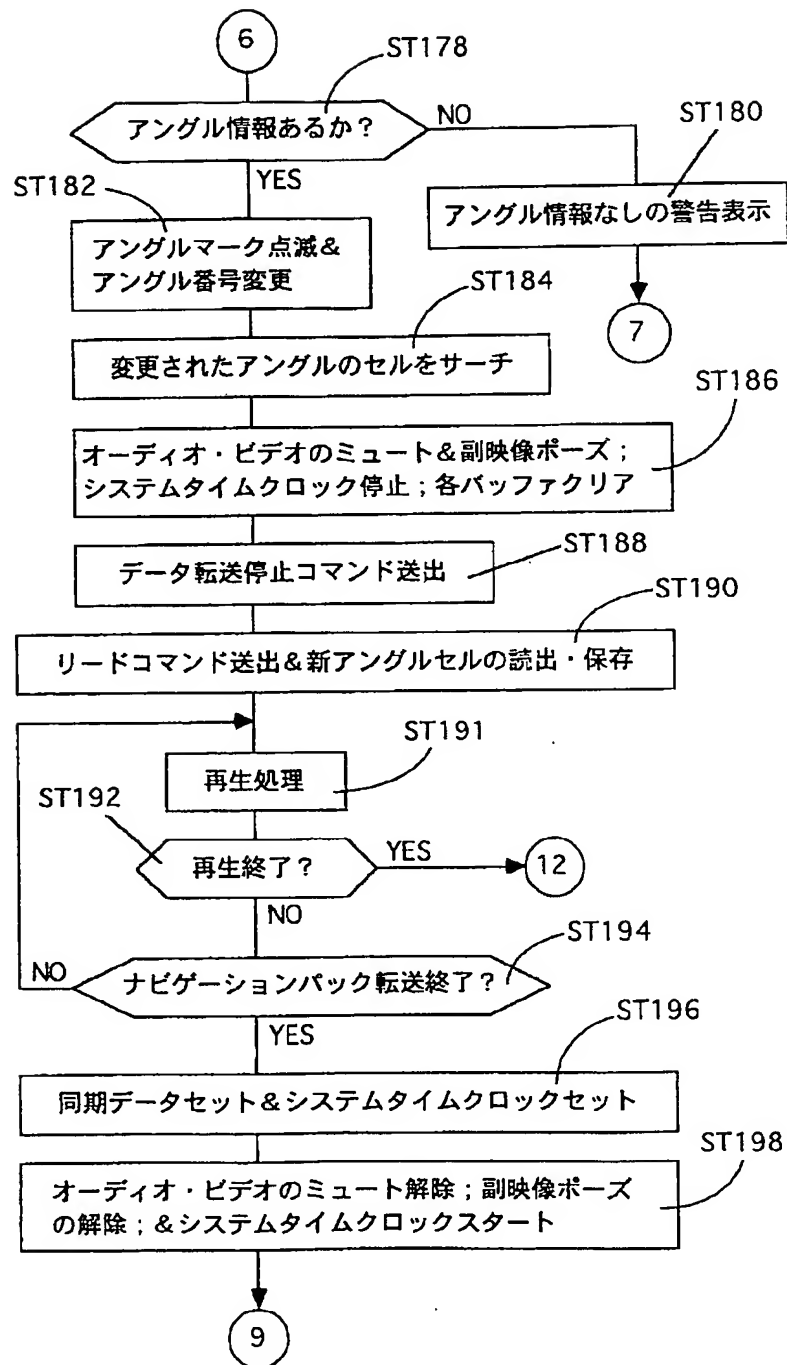 6
ST178
アングル情報あるか？
NO
ST180
YES
ST182
アングル情報なしの警告表示
アングルマーク点滅＆
アングル番号変更
7
ST184
変更されたアングルのセルをサーチ
ST186
オーディオ・ビデオのミュート＆副映像ポーズ；
システムタイムクロック停止；各バッファクリア
ST188
データ転送停止コマンド送出
ST190
リードコマンド送出＆新アングルセルの読出・保存
ST191
再生処理
ST192
再生終了？
YES
12
NO
ST194
NO
ナビゲーションパック転送終了？
YES
ST196
同期データセット＆システムタイムクロックセット
ST198
オーディオ・ビデオのミュート解除；副映像ポーズ
の解除；＆システムタイムクロックスタート
9